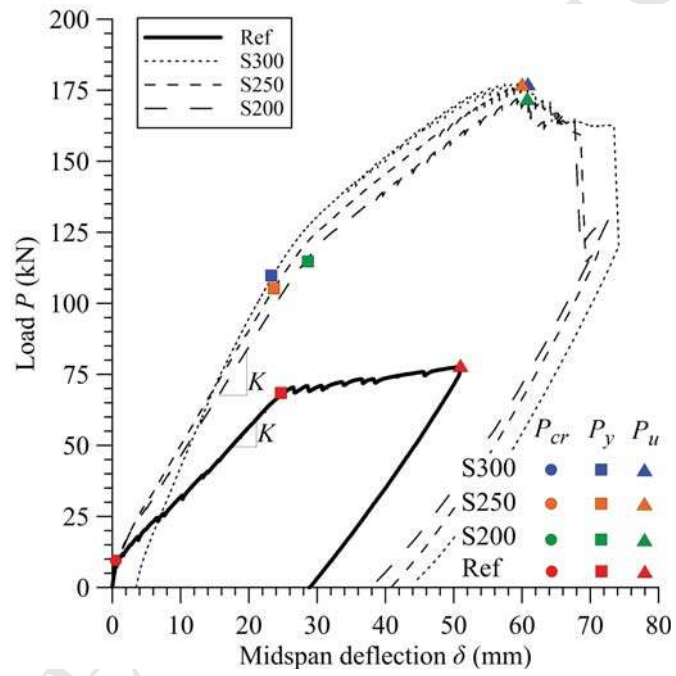 Ref
S300
S250
S200
200
175
150
125
100
75
50
25
0
Load P (kN)
K
K
P_cr P_y P_u
S300
S250
S200
Ref
0 10 20 30 40 50 60 70 80
Midspan deflection δ (mm)